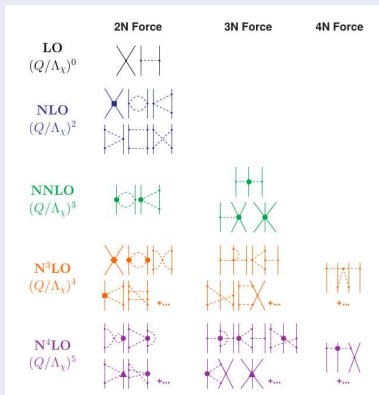 2N Force 3N Force 4N Force
LO
(Q/Λχ)⁰
NLO
(Q/Λχ)²
NNLO
(Q/Λχ)³
N³LO
(Q/Λχ)⁴
+... +... +...
N⁴LO
(Q/Λχ)⁵
+... +... +...